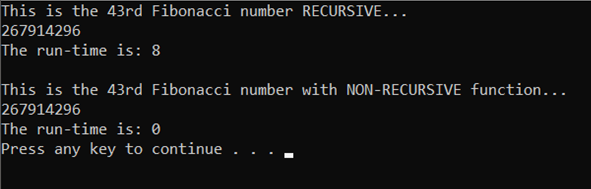 This is the 43rd Fibonacci number RECURSIVE...
267914296
The run-time is: 8
This is the 43rd Fibonacci number with NON-RECURSIVE function...
267914296
The run-time is: 0
Press any key to continue . . .